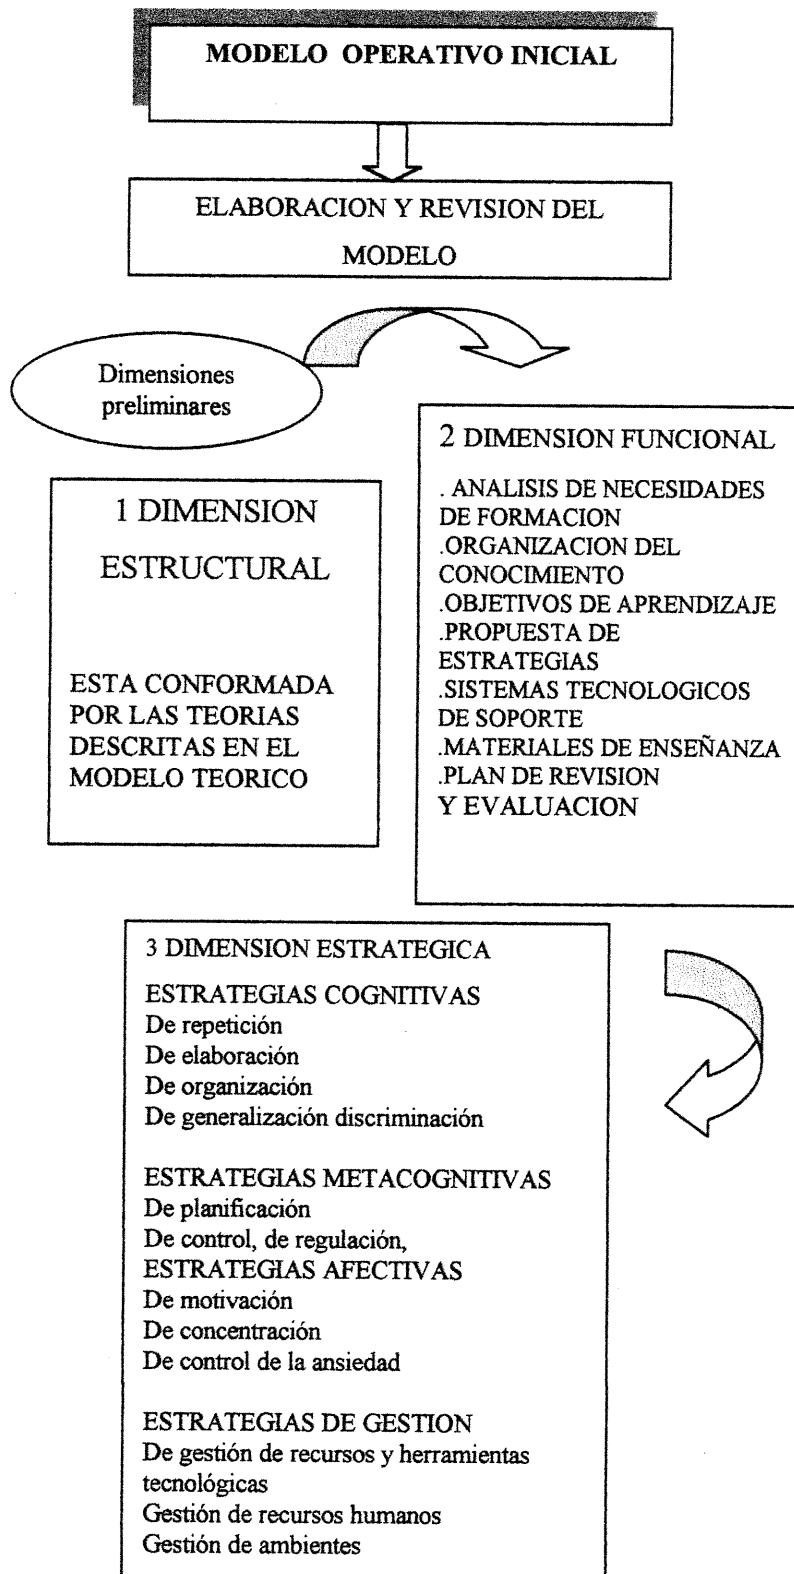 MODELO OPERATIVO INICIAL
ELABORACION Y REVISION DEL
MODELO
Dimensiones
preliminares
1 DIMENSION
ESTRUCTURAL
ESTA CONFORMADA
POR LAS TEORIAS
DESCRITAS EN EL
MODELO TEORICO
2 DIMENSION FUNCIONAL
. ANALISIS DE NECESIDADES
DE FORMACION
.ORGANIZACION DEL
CONOCIMIENTO
.OBJETIVOS DE APRENDIZAJE
.PROPUESTA DE
ESTRATEGIAS
.SISTEMAS TECNOLOGICOS
DE SOPORTE
.MATERIALES DE ENSEÑANZA
.PLAN DE REVISION
Y EVALUACION
3 DIMENSION ESTRATEGICA
ESTRATEGIAS COGNITIVAS
De repetición
De elaboración
De organización
De generalización discriminación
ESTRATEGIAS METACOGNITIVAS
De planificación
De control, de regulación,
ESTRATEGIAS AFECTIVAS
De motivación
De concentración
De control de la ansiedad
ESTRATEGIAS DE GESTION
De gestión de recursos y herramientas
tecnológicas
Gestión de recursos humanos
Gestión de ambientes